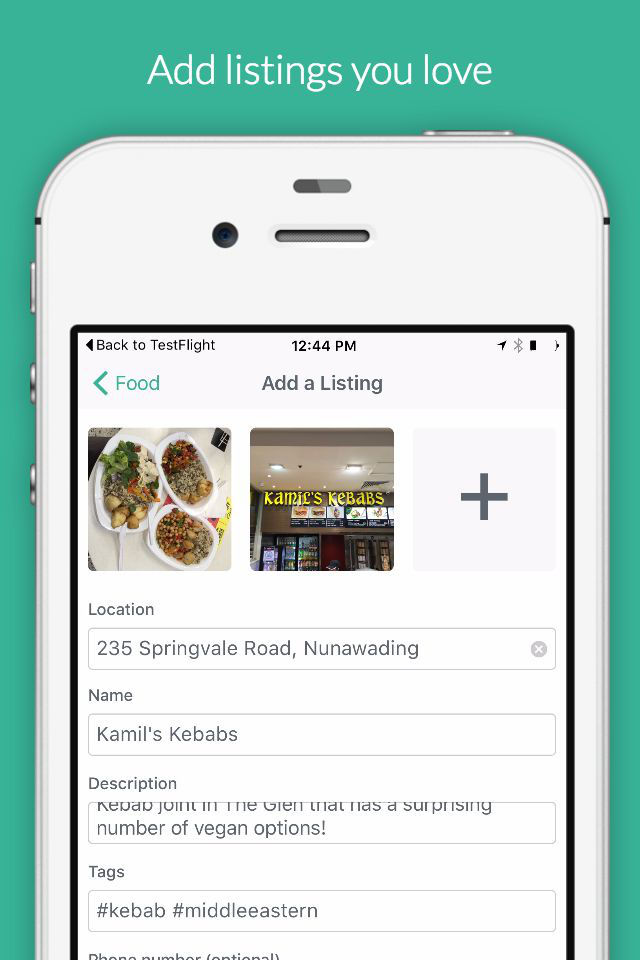 Add listings you love
Back to TestFlight
12:44 PM
Food
Add a Listing
KAMIL'S KEBABS
Location
235 Springvale Road, Nunawading
Name
Kamil's Kebabs
Description
Kebab joint in The Glen that has a surprising
number of vegan options!
Tags
#kebab #middleeastern
Phone number (optional)